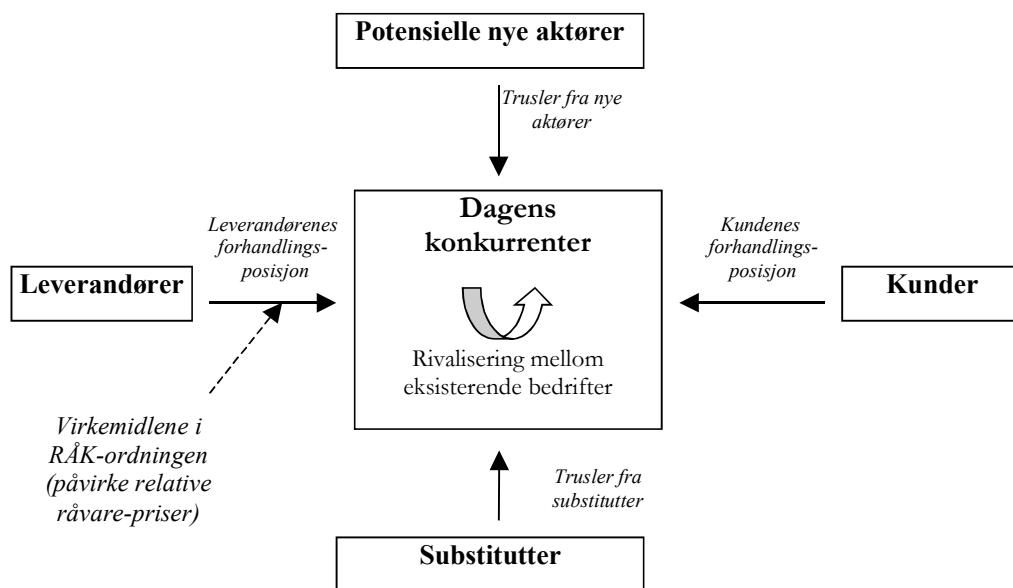 Potensielle nye aktører
Trusler fra nye
aktører
Dagens
konkurrenter
Leverandørenes
forhandlings-
posisjon
Kundenes
forhandlings-
posisjon
Leverandører
Kunder
Rivalisering mellom
eksisterende bedrifter
Virkemidlene i
RÅK-ordningen
(påvirke relative
råvare-priser)
Trusler fra
substitutter
Substitutter